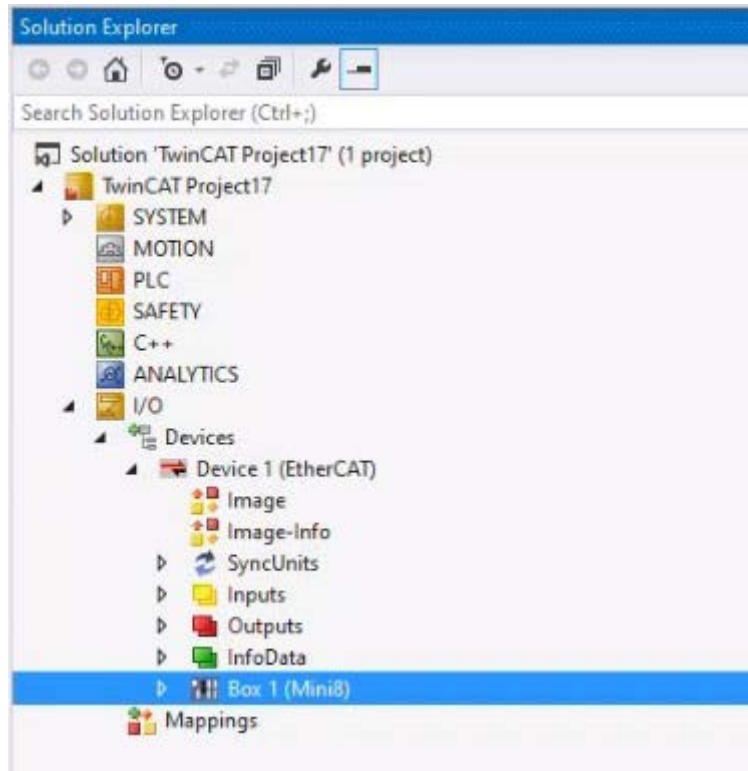 Solution Explorer
Search Solution Explorer (Ctrl+;)
Solution 'TwinCAT Project17' (1 project)
TwinCAT Project17
SYSTEM
MOTION
PLC
SAFETY
C++
ANALYTICS
I/O
Devices
Device 1 (EtherCAT)
Image
Image-Info
SyncUnits
Inputs
Outputs
InfoData
Box 1 (Mini8)
Mappings